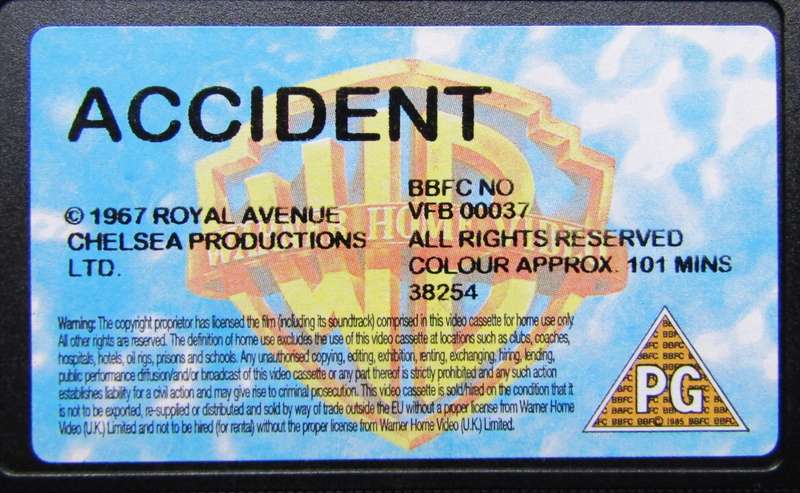 ACCIDENT
© 1967 ROYAL AVENUE
CHELSEA PRODUCTIONS
LTD.
BBFC NO
VFB 00037
ALL RIGHTS RESERVED
COLOUR APPROX. 101 MINS
38254
WARNER HOME VIDEO
Warning: The copyright proprietor has licensed the film (including its soundtrack) comprised in this video cassette for home use only.
All other rights are reserved. The definition of home use excludes the use of this video cassette at locations such as clubs, coaches,
hospitals, hotels, oil rigs, prisons and schools. Any unauthorised copying, editing, exhibition, renting, exchanging, hiring, lending,
public performance diffusion/and/or broadcast of this video cassette or any part thereof is strictly prohibited and any such action
establishes liability for a civil action and may give rise to criminal prosecution. This video cassette is sold/hired on the condition that it
is not to be exported, re-supplied or distributed and sold by way of trade outside the EU without a proper license from Warner Home
Video (U.K.) Limited and not to be hired (for rental) without the proper license from Warner Home Video (U.K.) Limited.
PG
BBFC © 1985 BBFC